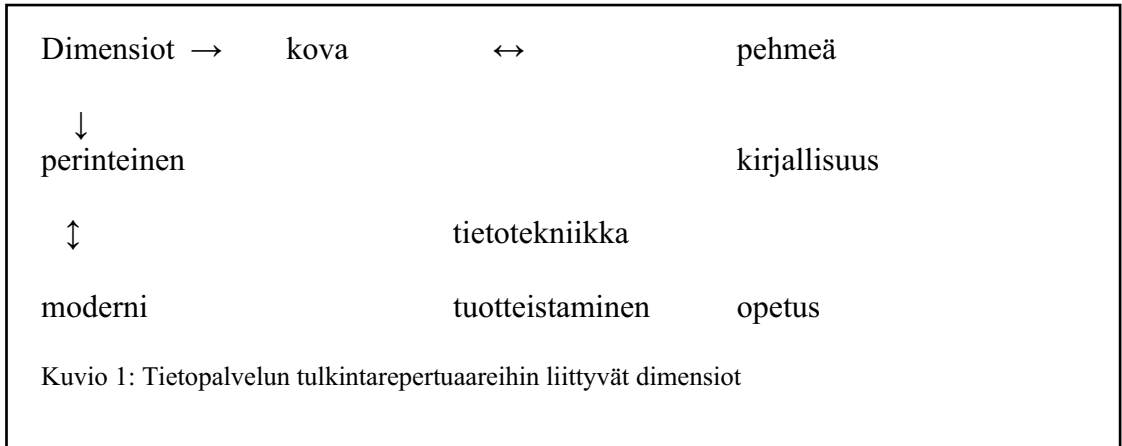 Dimensiot → kova ↔ pehmeä
↓
perinteinen kirjallisuus
↕ tietotekniikka
moderni tuotteistaminen opetus
Kuvio 1: Tietopalvelun tulkintarepertuaareihin liittyvät dimensiot